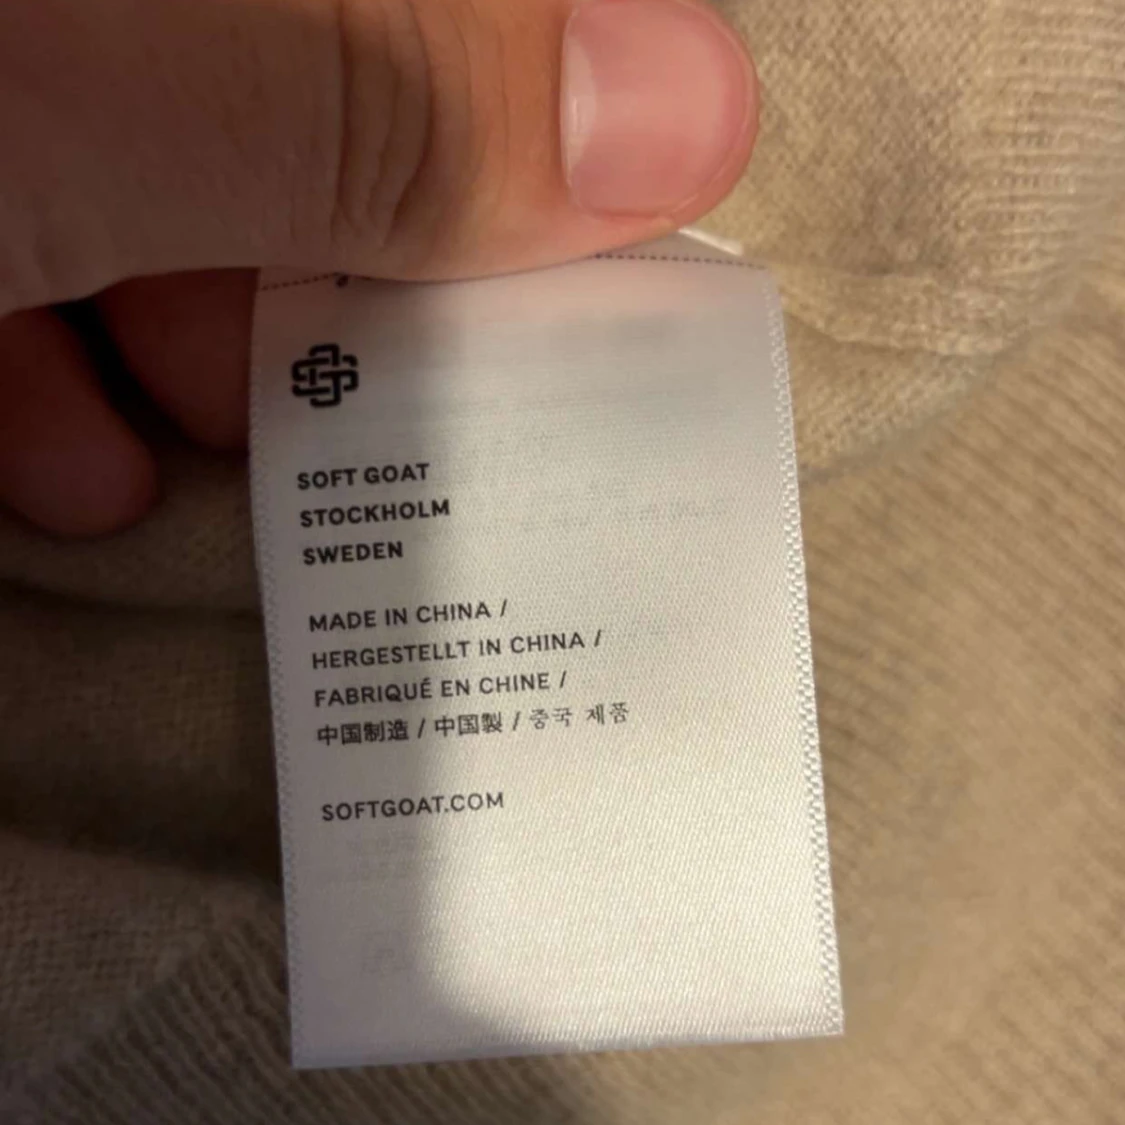 SOFT GOAT
STOCKHOLM
SWEDEN
MADE IN CHINA /
HERGESTELLT IN CHINA /
FABRIQUÉ EN CHINE /
中国制造 / 中国製 / 중국 제품
SOFTGOAT.COM